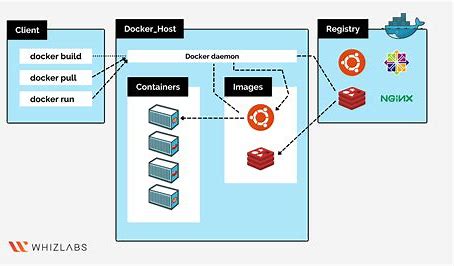 Client
docker build
docker pull
docker run
Docker_Host
Docker daemon
Containers
Images
Registry
NGINX
WHIZLABS